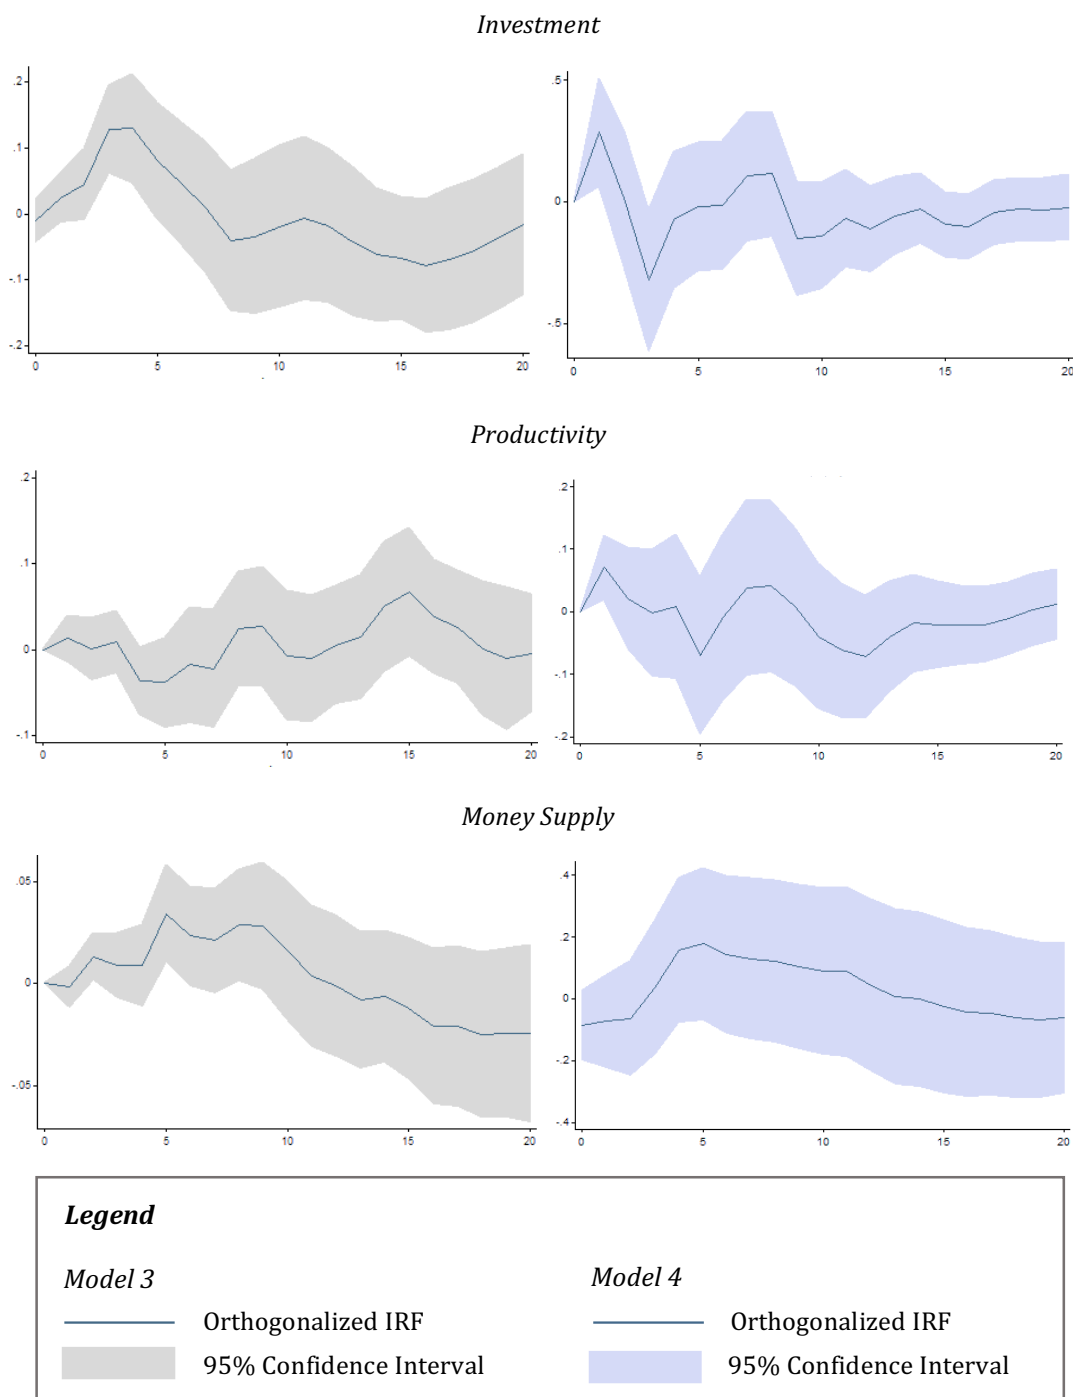 Investment
.2
.1
0
-.1
-.2
0 5 10 15 20
.5
0
-.5
0 5 10 15 20
Productivity
.2
.1
0
-.1
0 5 10 15 20
.2
.1
0
-.1
-.2
0 5 10 15 20
Money Supply
.05
0
-.05
0 5 10 15 20
.4
.2
0
-.2
-.4
0 5 10 15 20
Legend
Model 3
Orthogonalized IRF
95% Confidence Interval
Model 4
Orthogonalized IRF
95% Confidence Interval